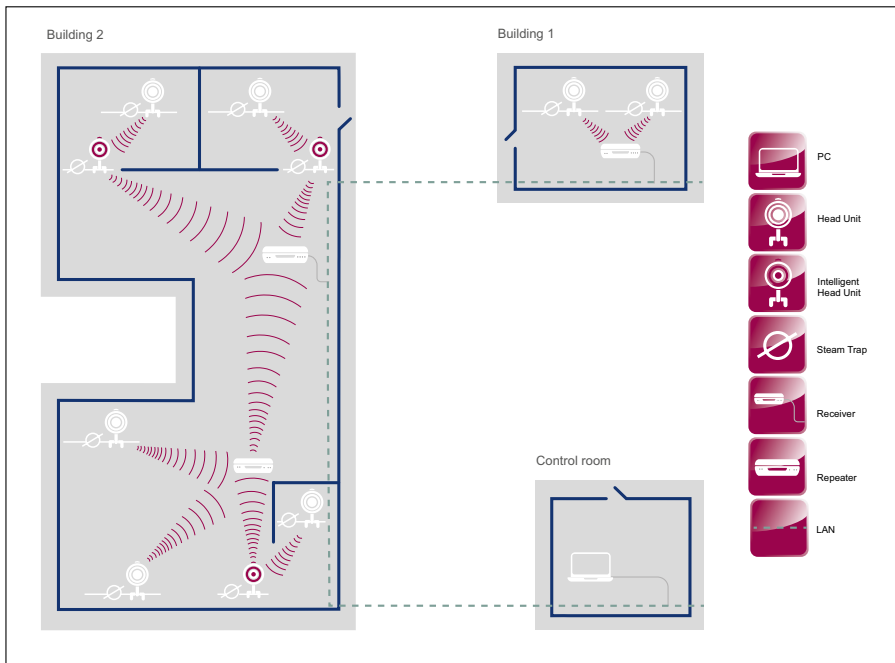 Building 2
Building 1
PC
Head Unit
Intelligent
Head Unit
Steam Trap
Receiver
Control room
Repeater
LAN